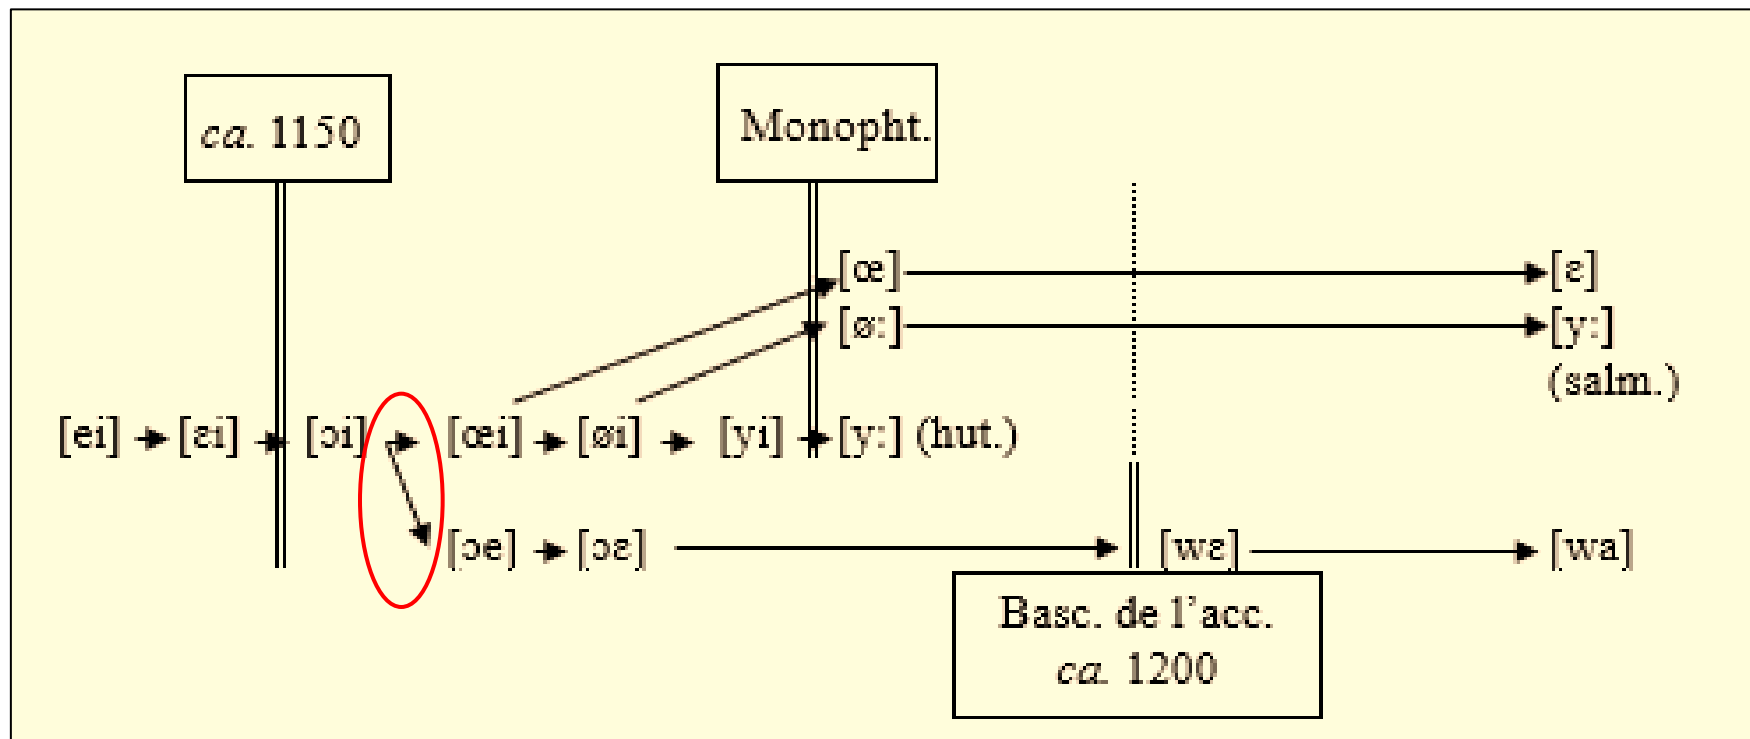 ca. 1150
Monopht.
[œ] [ɛ]
[ø:] [y:]
(salm.)
[ei] [ɛi] [ɔi] [œi] [øi] [yi] [y:] (hut.)
[ɔe] [ɔɛ] [wɛ] [wa]
Basc. de l’acc.
ca. 1200